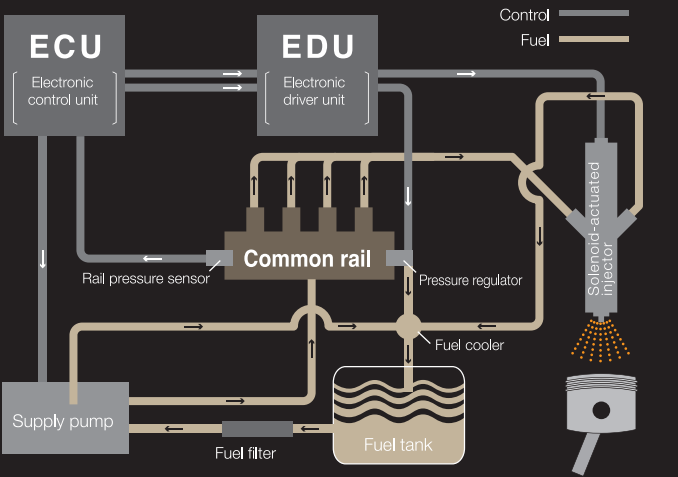 Control
Fuel
ECU
Electronic
control unit
EDU
Electronic
driver unit
Solenoid-actuated
injector
Common rail
Rail pressure sensor
Pressure regulator
Fuel cooler
Supply pump
Fuel filter
Fuel tank